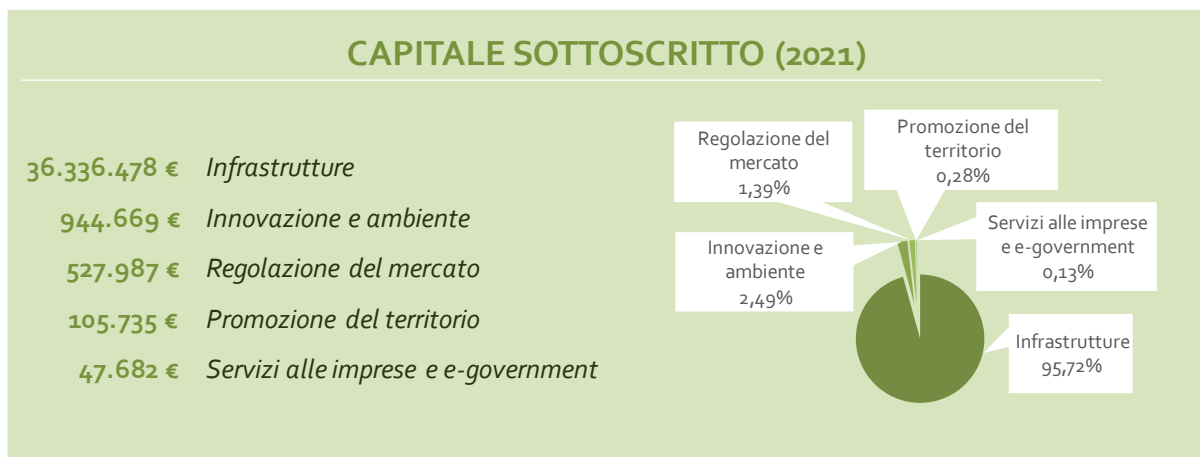 CAPITALE SOTTOSCRITTO (2021)
36.336.478 € Infrastrutture
944.669 € Innovazione e ambiente
527.987 € Regolazione del mercato
105.735 € Promozione del territorio
47.682 € Servizi alle imprese e e-government
Regolazione del
mercato
1,39%
Promozione del
territorio
0,28%
Innovazione e
ambiente
2,49%
Servizi alle imprese
e e-government
0,13%
Infrastrutture
95,72%